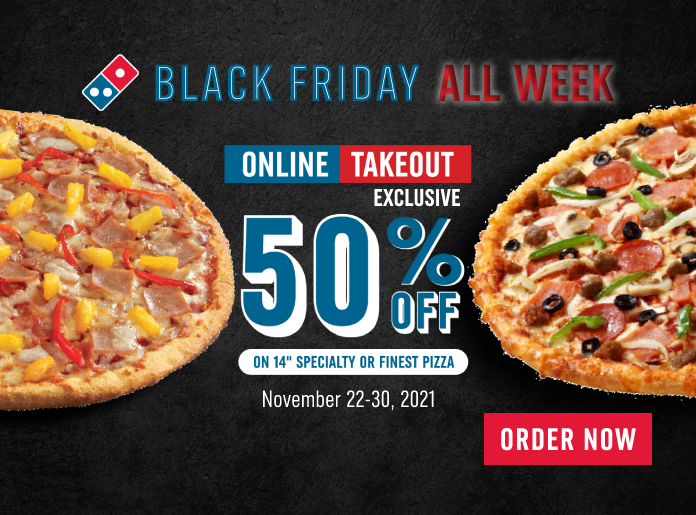 BLACK FRIDAY ALL WEEK
ONLINE TAKEOUT
EXCLUSIVE
50% OFF
ON 14" SPECIALTY OR FINEST PIZZA
November 22-30, 2021
ORDER NOW